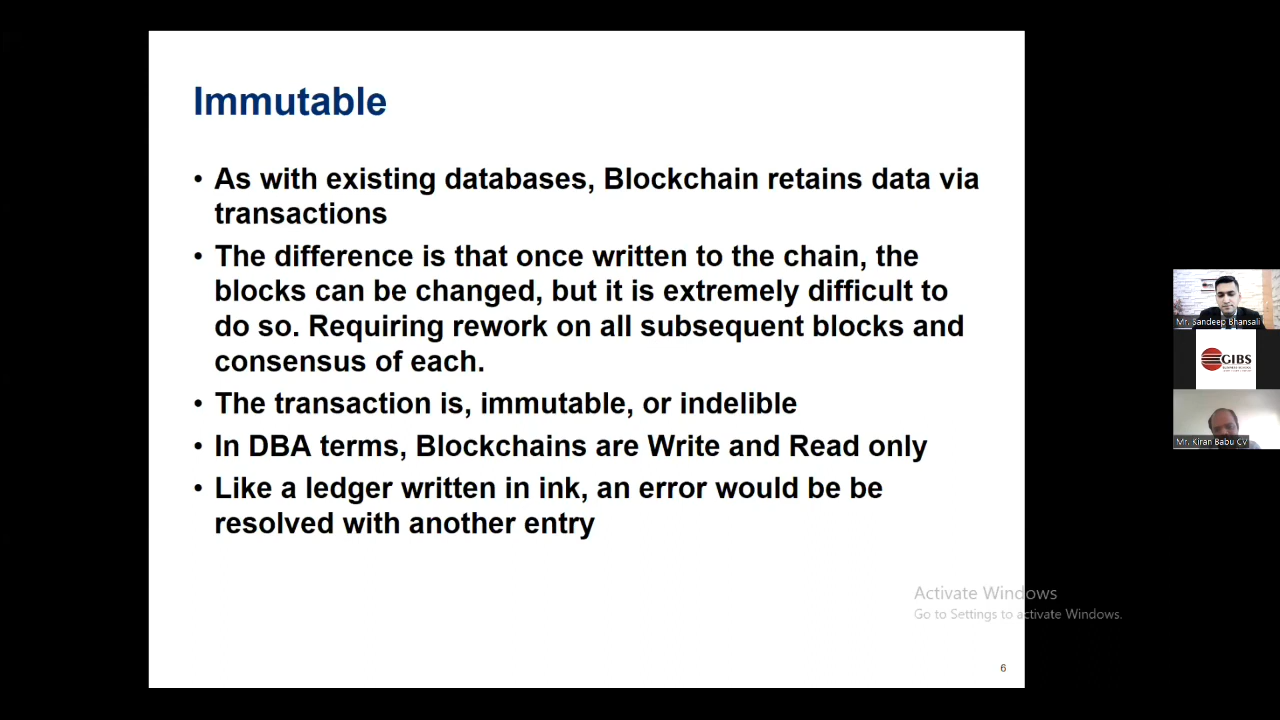 Immutable
• As with existing databases, Blockchain retains data via
transactions
• The difference is that once written to the chain, the
blocks can be changed, but it is extremely difficult to
do so. Requiring rework on all subsequent blocks and
consensus of each.
• The transaction is, immutable, or indelible
• In DBA terms, Blockchains are Write and Read only
• Like a ledger written in ink, an error would be be
resolved with another entry
Mr. Sandeep Bhansali
GIBS
Mr. Kiran Babu CV
Activate Windows
Go to Settings to activate Windows.
6